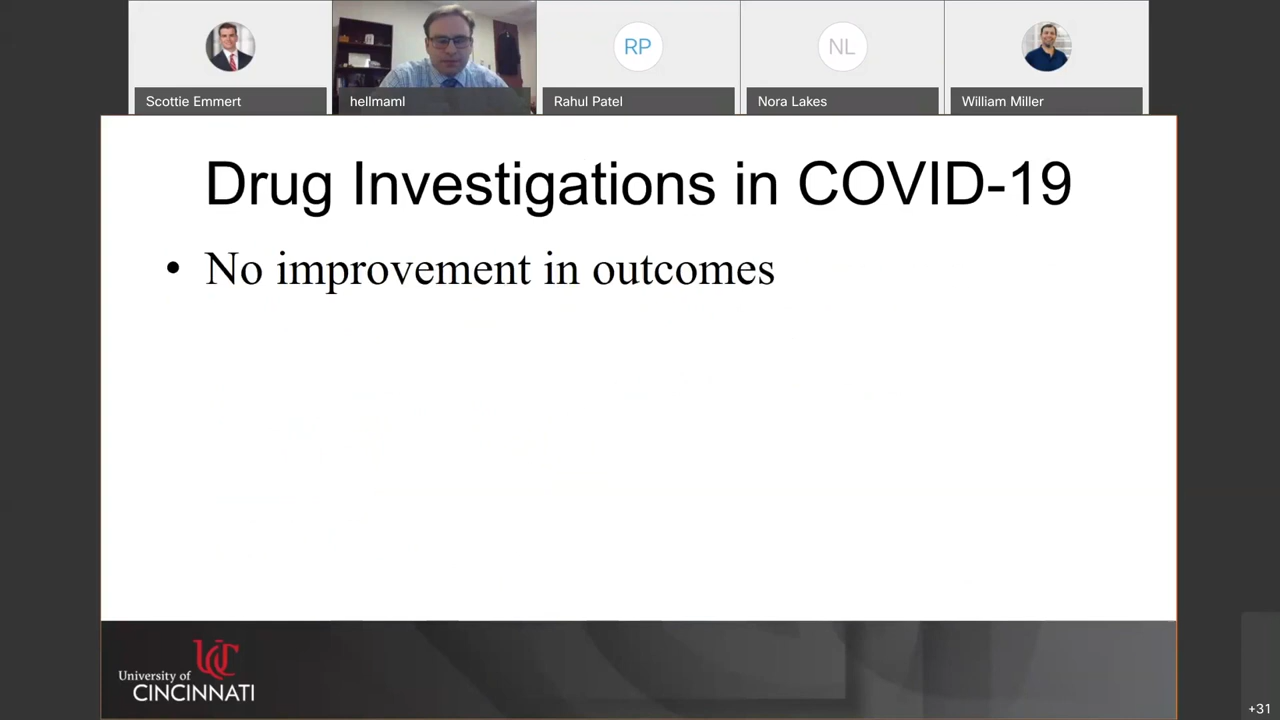 RP
NL
Scottie Emmert
hellmaml
Rahul Patel
Nora Lakes
William Miller
Drug Investigations in COVID-19
• No improvement in outcomes
UC
University of
CINCINNATI
+31